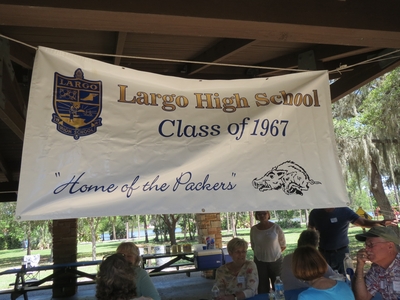 LARGO
Largo High School
Class of 1967
"Home of the Packers"